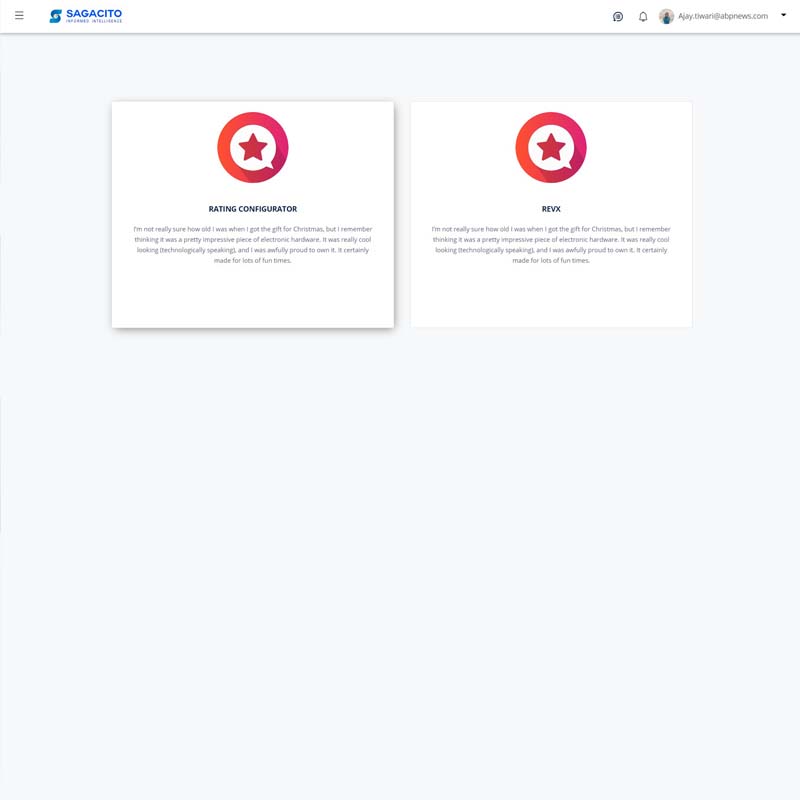 SAGACITO
INFORMED INTELLIGENCE
Ajay.tiwari@abpnews.com
RATING CONFIGURATOR
I'm not really sure how old I was when I got the gift for Christmas, but I remember
thinking it was a pretty impressive piece of electronic hardware. It was really cool
looking (technologically speaking), and I was awfully proud to own it. It certainly
made for lots of fun times.
REVX
I'm not really sure how old I was when I got the gift for Christmas, but I remember
thinking it was a pretty impressive piece of electronic hardware. It was really cool
looking (technologically speaking), and I was awfully proud to own it. It certainly
made for lots of fun times.